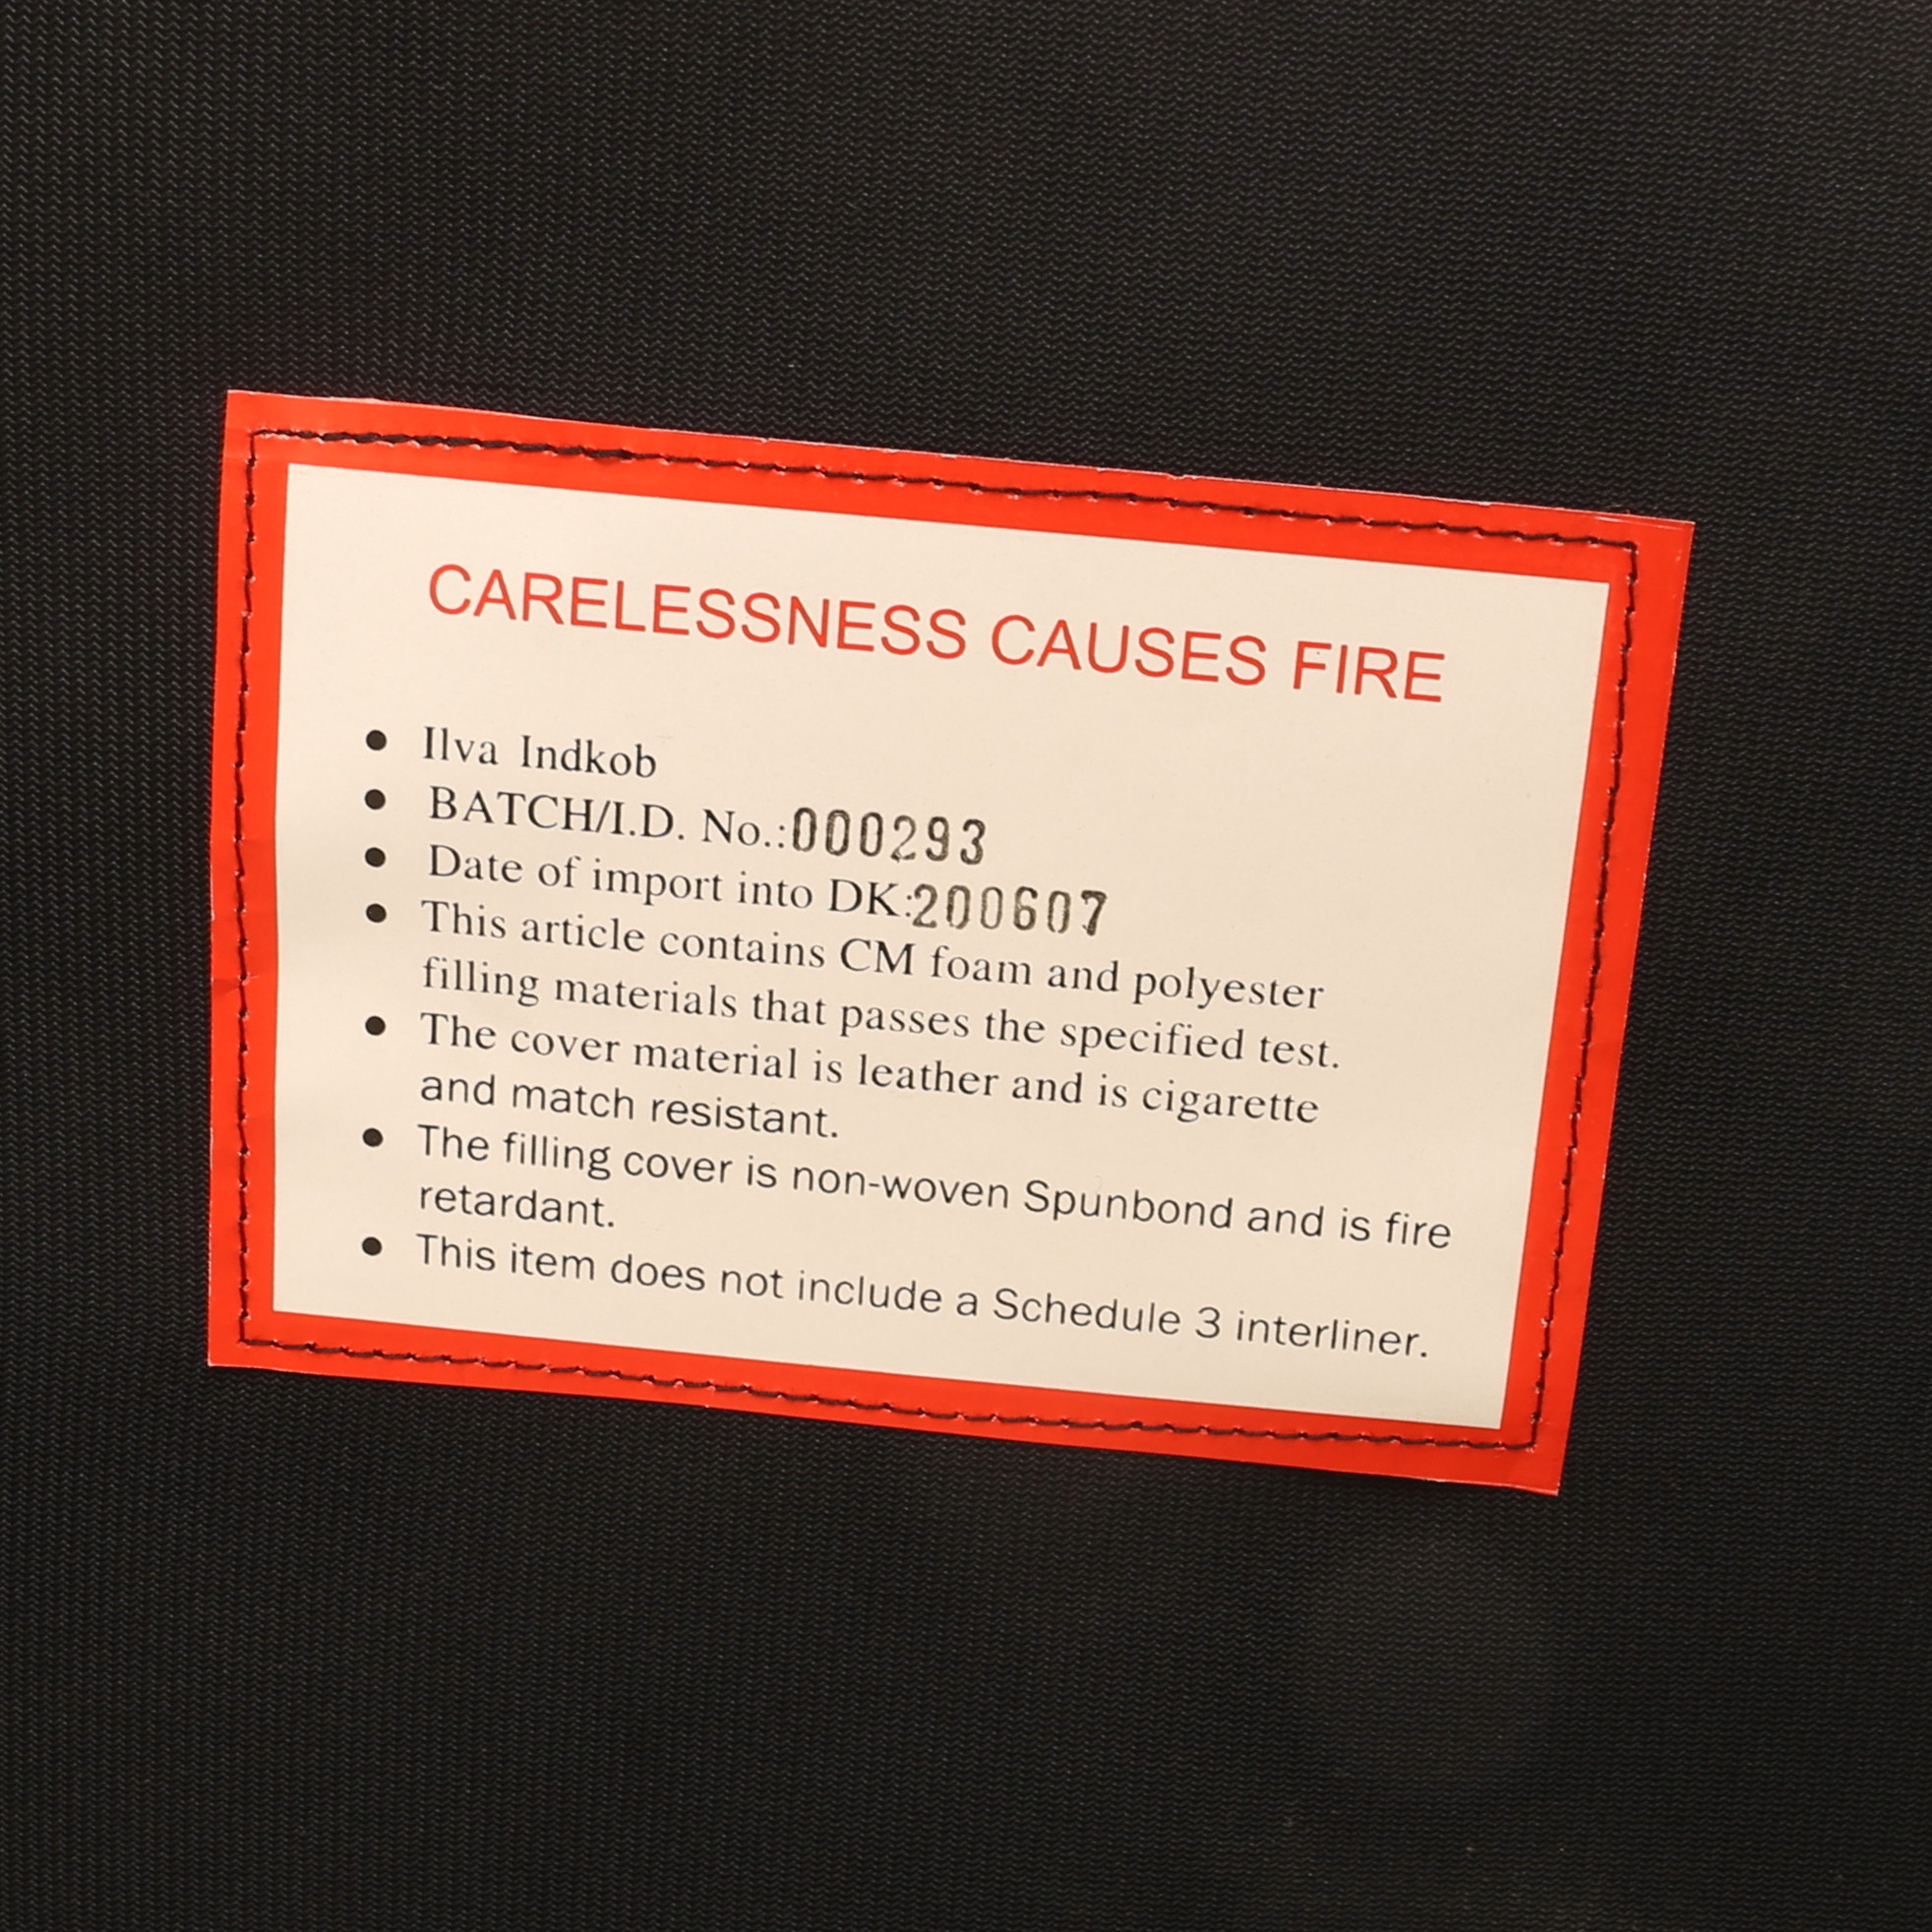 CARELESSNESS CAUSES FIRE
● Ilva Indkob
● BATCH/I.D. No.:000293
● Date of import into DK:200607
● This article contains CM foam and polyester
filling materials that passes the specified test.
● The cover material is leather and is cigarette
and match resistant.
● The filling cover is non-woven Spunbond and is fire
retardant.
● This item does not include a Schedule 3 interliner.